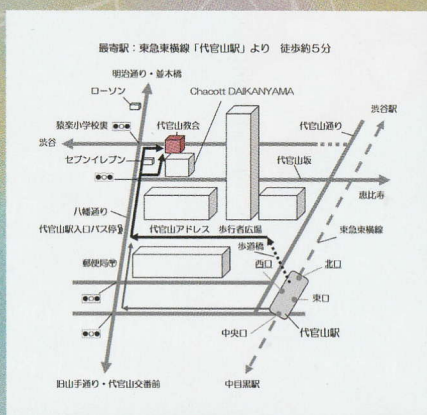 最寄駅：東急東横線「代官山駅」より　徒歩約5分
明治通り・並木橋
ローソン
Chacott DAIKANYAMA
渋谷駅
猿楽小学校裏
代官山教会
代官山通り
渋谷
セブンイレブン
代官山坂
恵比寿
八幡通り
代官山駅入口バス停
代官山アドレス
歩行者広場
歩道橋
東急東横線
郵便局〒
西口
北口
東口
中央口
代官山駅
旧山手通り・代官山交番前
中目黒駅